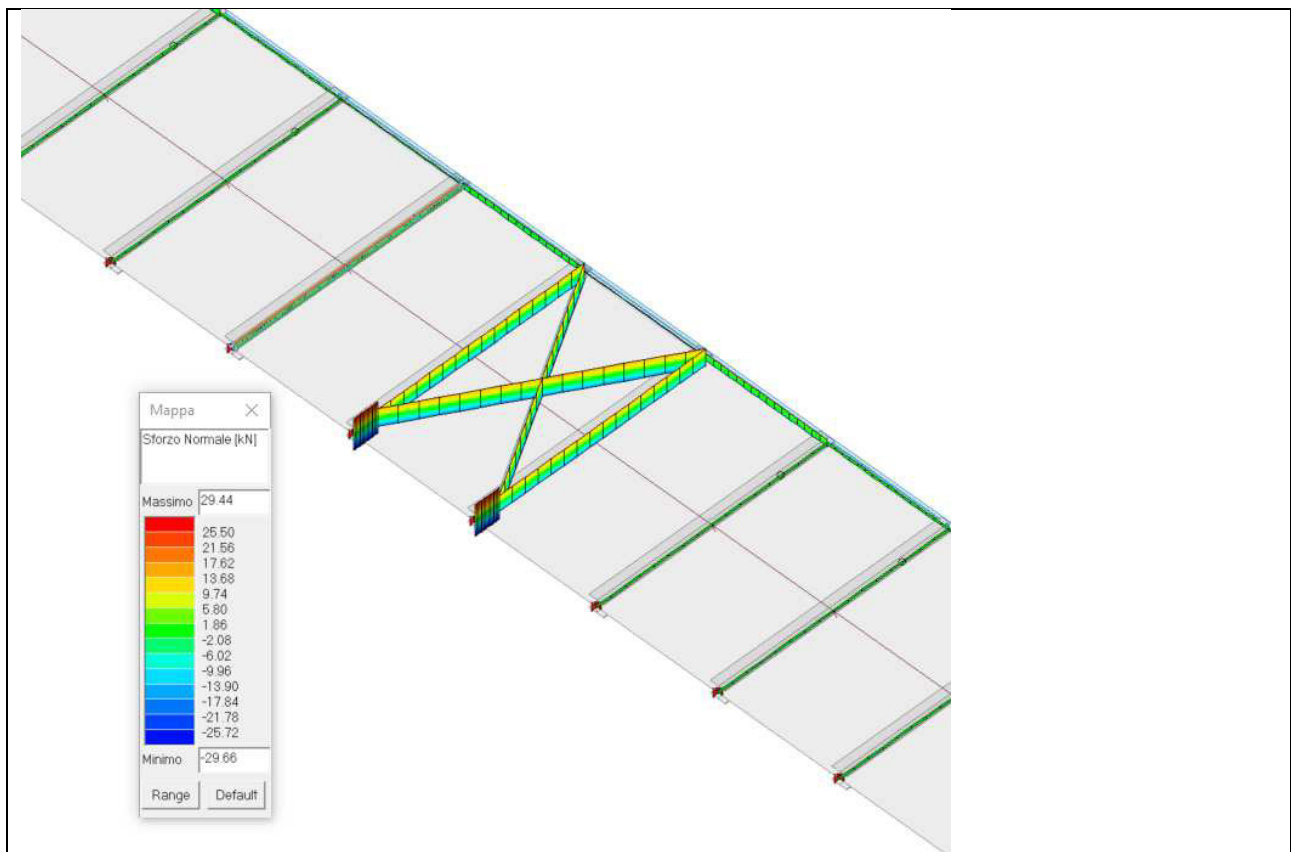 Mappa
Sforzo Normale [kN]
Massimo 29.44
25.50
21.56
17.62
13.68
9.74
5.80
1.86
-2.08
-6.02
-9.96
-13.90
-17.84
-21.78
-25.72
Minimo -29.66
Range Default